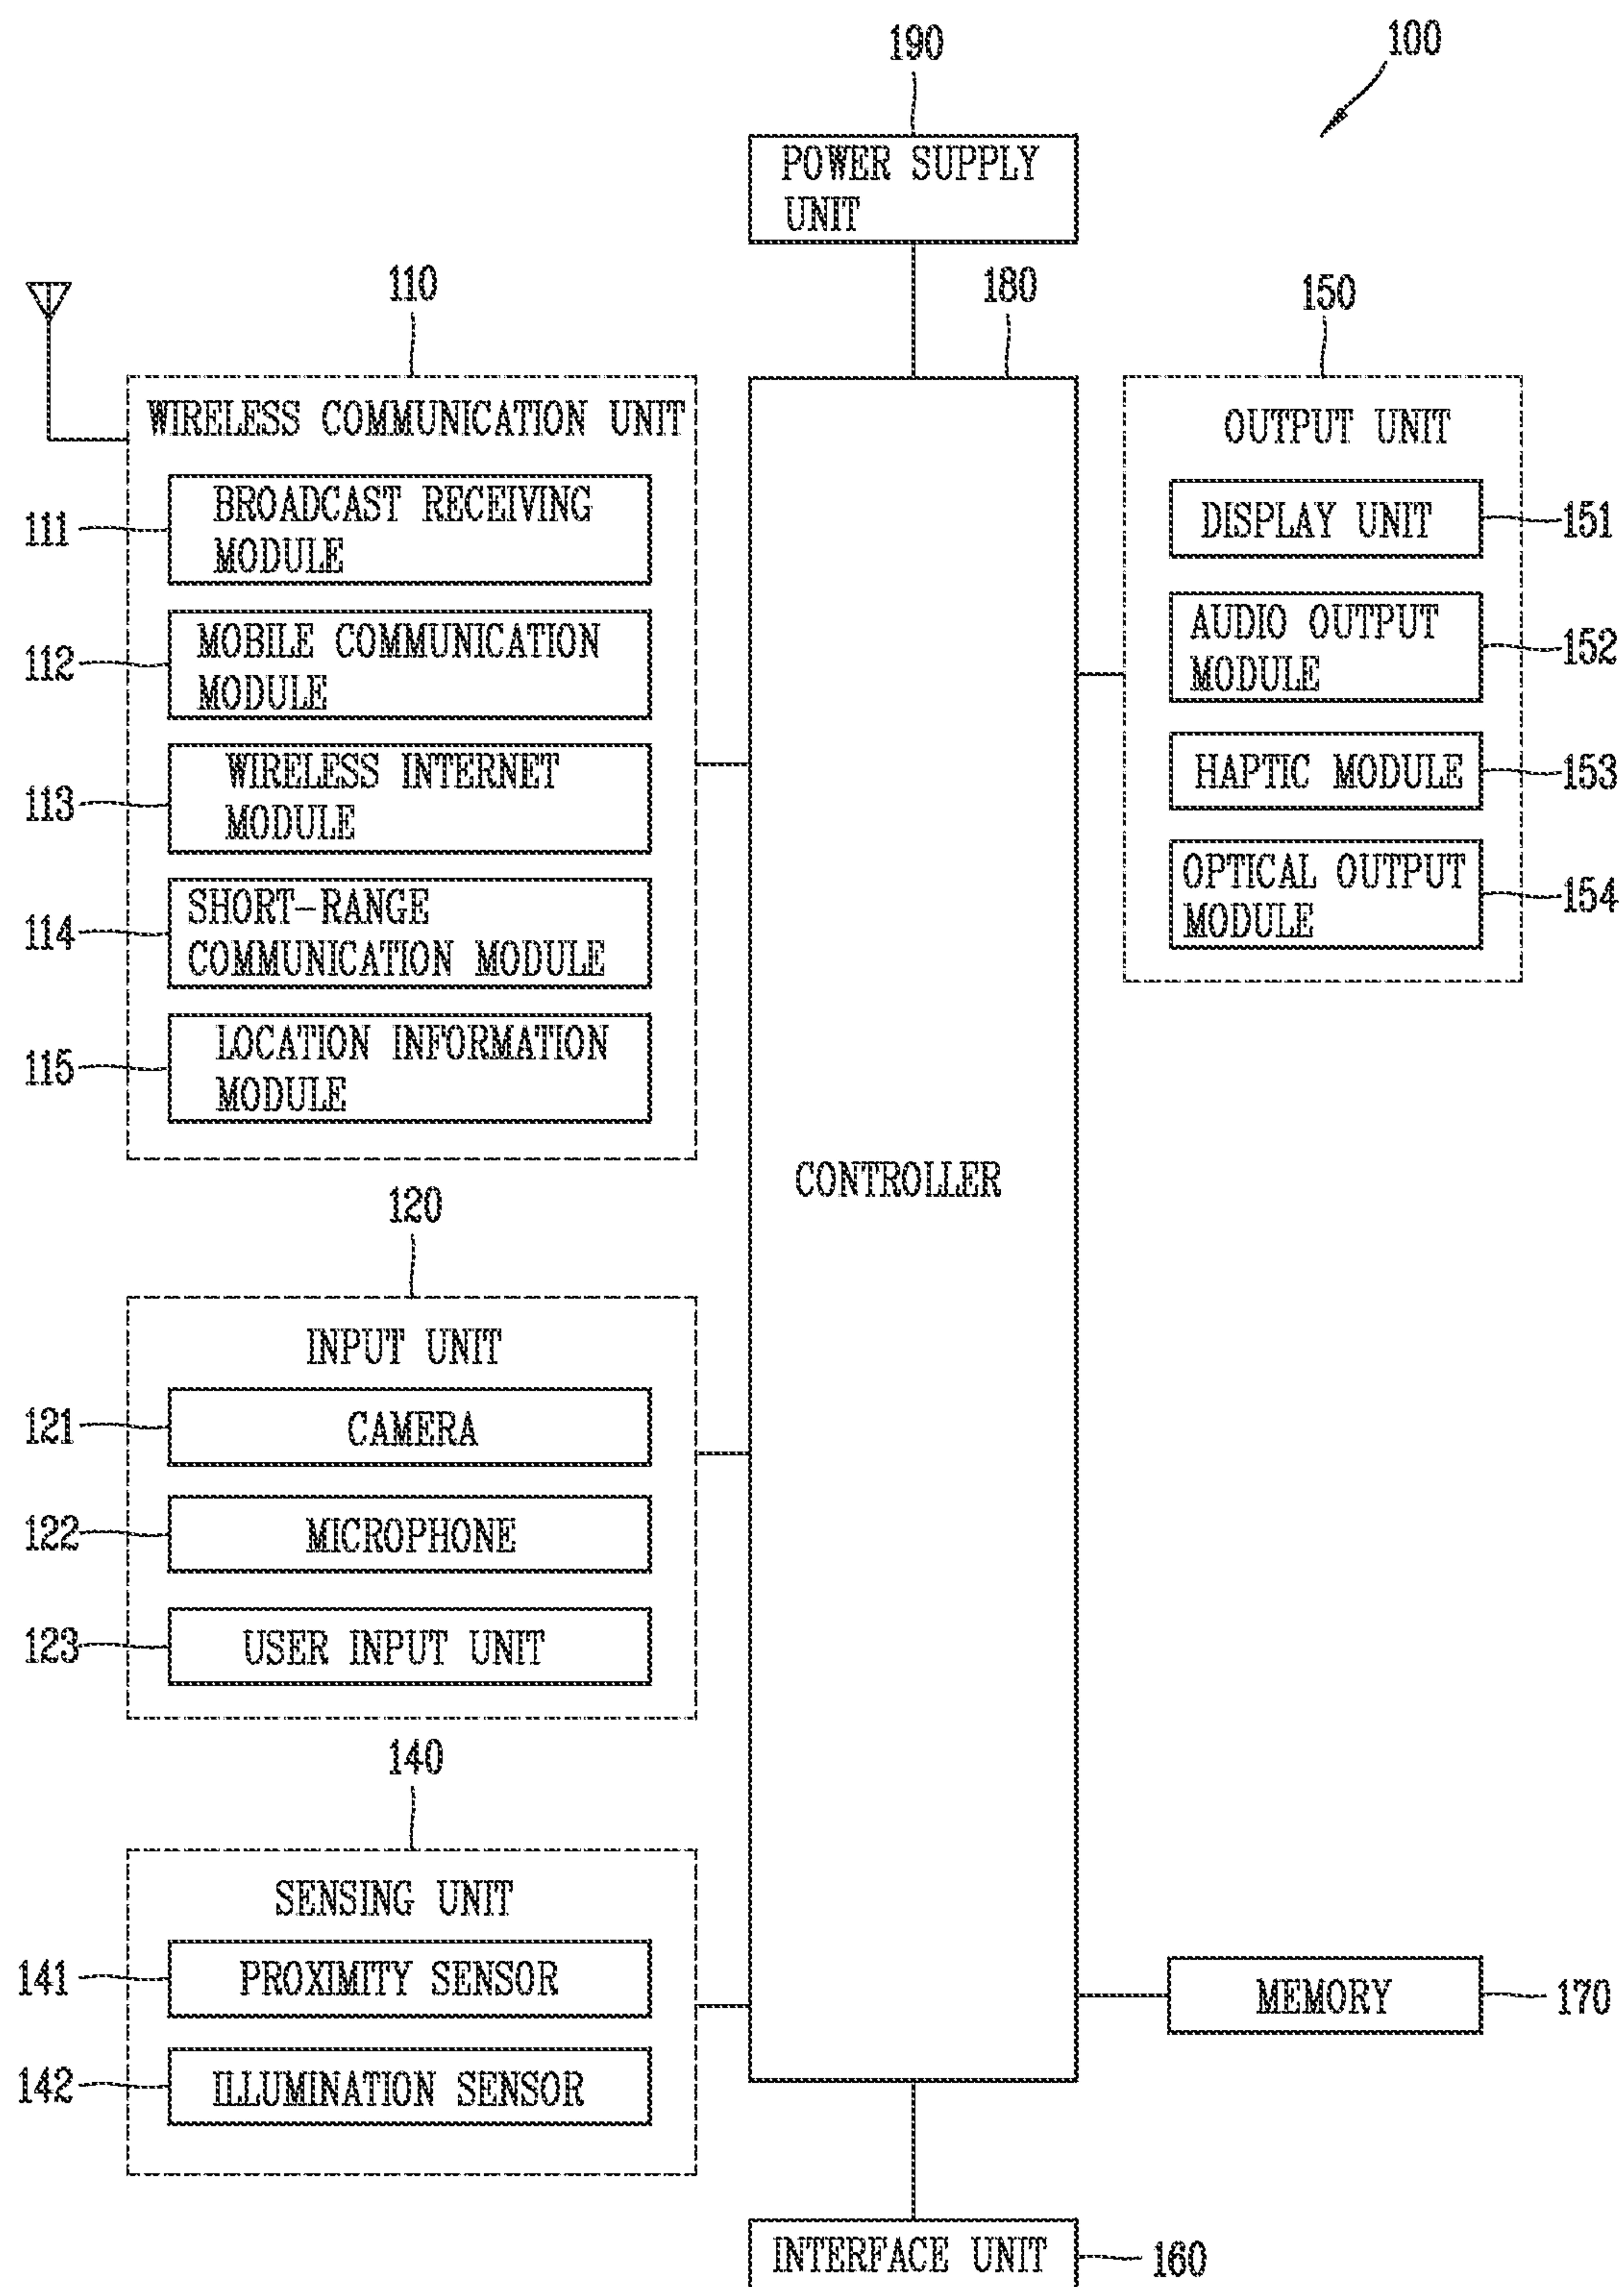 100
190
POWER SUPPLY
UNIT
110
180
150
WIRELESS COMMUNICATION UNIT
111
BROADCAST RECEIVING
MODULE
112
MOBILE COMMUNICATION
MODULE
113
WIRELESS INTERNET
MODULE
114
SHORT-RANGE
COMMUNICATION MODULE
115
LOCATION INFORMATION
MODULE
120
INPUT UNIT
121
CAMERA
122
MICROPHONE
123
USER INPUT UNIT
140
SENSING UNIT
141
PROXIMITY SENSOR
142
ILLUMINATION SENSOR
CONTROLLER
OUTPUT UNIT
DISPLAY UNIT
151
AUDIO OUTPUT
MODULE
152
HAPTIC MODULE
153
OPTICAL OUTPUT
MODULE
154
MEMORY
170
INTERFACE UNIT
160